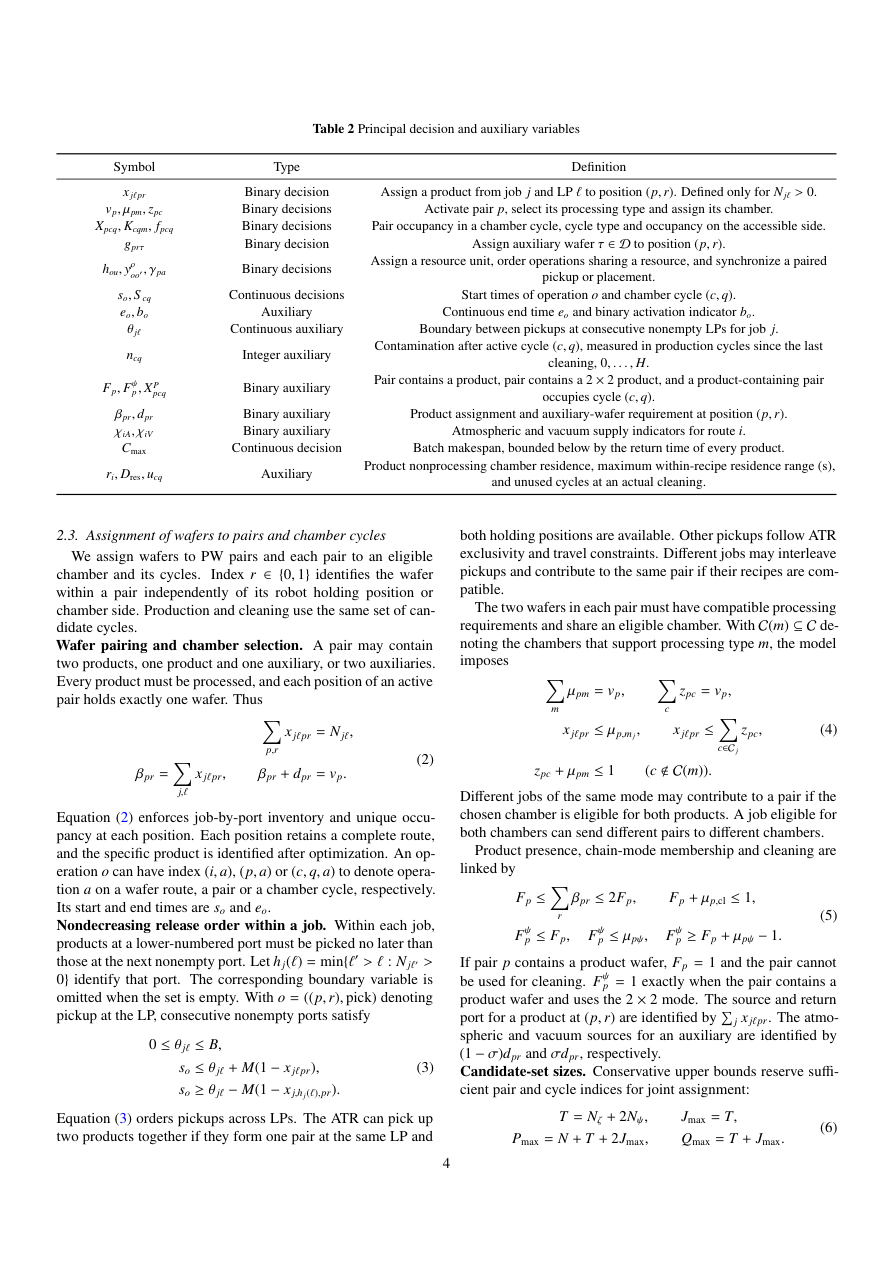 Table 2 Principal decision and auxiliary variables
Symbol Type Definition
x_{jℓpr} Binary decision Assign a product from job j and LP ℓ to position (p, r). Defined only for N_{jℓ} > 0.
v_p, μ_{pm}, z_{pc} Binary decisions Activate pair p, select its processing type and assign its chamber.
X_{pcq}, K_{cqm}, f_{pcq} Binary decisions Pair occupancy in a chamber cycle, cycle type and occupancy on the accessible side.
g_{prτ} Binary decision Assign auxiliary wafer τ ∈ 𝒟 to position (p, r).
h_{ou}, y^ρ_{oo′}, γ_{pa} Binary decisions Assign a resource unit, order operations sharing a resource, and synchronize a paired
pickup or placement.
s_o, S_{cq} Continuous decisions Start times of operation o and chamber cycle (c, q).
e_o, b_o Auxiliary Continuous end time e_o and binary activation indicator b_o.
θ_{jℓ} Continuous auxiliary Boundary between pickups at consecutive nonempty LPs for job j.
n_{cq} Integer auxiliary Contamination after active cycle (c, q), measured in production cycles since the last
cleaning, 0, . . . , H.
F_p, F^ψ_p, X^P_{pcq} Binary auxiliary Pair contains a product, pair contains a 2 × 2 product, and a product-containing pair
occupies cycle (c, q).
β_{pr}, d_{pr} Binary auxiliary Product assignment and auxiliary-wafer requirement at position (p, r).
χ_{iA}, χ_{iV} Binary auxiliary Atmospheric and vacuum supply indicators for route i.
C_{max} Continuous decision Batch makespan, bounded below by the return time of every product.
r_i, D_{res}, u_{cq} Auxiliary Product nonprocessing chamber residence, maximum within-recipe residence range (s),
and unused cycles at an actual cleaning.
2.3. Assignment of wafers to pairs and chamber cycles
We assign wafers to PW pairs and each pair to an eligible
chamber and its cycles. Index r ∈ {0, 1} identifies the wafer
within a pair independently of its robot holding position or
chamber side. Production and cleaning use the same set of can-
didate cycles.
Wafer pairing and chamber selection. A pair may contain
two products, one product and one auxiliary, or two auxiliaries.
Every product must be processed, and each position of an active
pair holds exactly one wafer. Thus
∑_{p,r} x_{jℓpr} = N_{jℓ},
β_{pr} = ∑_{j,ℓ} x_{jℓpr}, β_{pr} + d_{pr} = v_p. (2)
Equation (2) enforces job-by-port inventory and unique occu-
pancy at each position. Each position retains a complete route,
and the specific product is identified after optimization. An op-
eration o can have index (i, a), (p, a) or (c, q, a) to denote opera-
tion a on a wafer route, a pair or a chamber cycle, respectively.
Its start and end times are s_o and e_o.
Nondecreasing release order within a job. Within each job,
products at a lower-numbered port must be picked no later than
those at the next nonempty port. Let h_j(ℓ) = min{ℓ′ > ℓ : N_{jℓ′} >
0} identify that port. The corresponding boundary variable is
omitted when the set is empty. With o = ((p, r), pick) denoting
pickup at the LP, consecutive nonempty ports satisfy
0 ≤ θ_{jℓ} ≤ B,
s_o ≤ θ_{jℓ} + M(1 − x_{jℓpr}), (3)
s_o ≥ θ_{jℓ} − M(1 − x_{j,h_j(ℓ),pr}).
Equation (3) orders pickups across LPs. The ATR can pick up
two products together if they form one pair at the same LP and
both holding positions are available. Other pickups follow ATR
exclusivity and travel constraints. Different jobs may interleave
pickups and contribute to the same pair if their recipes are com-
patible.
The two wafers in each pair must have compatible processing
requirements and share an eligible chamber. With C(m) ⊆ C de-
noting the chambers that support processing type m, the model
imposes
∑_m μ_{pm} = v_p, ∑_c z_{pc} = v_p,
x_{jℓpr} ≤ μ_{p,m_j}, x_{jℓpr} ≤ ∑_{c∈C_j} z_{pc}, (4)
z_{pc} + μ_{pm} ≤ 1 (c ∉ C(m)).
Different jobs of the same mode may contribute to a pair if the
chosen chamber is eligible for both products. A job eligible for
both chambers can send different pairs to different chambers.
Product presence, chain-mode membership and cleaning are
linked by
F_p ≤ ∑_r β_{pr} ≤ 2F_p, F_p + μ_{p,cl} ≤ 1,
F^ψ_p ≤ F_p, F^ψ_p ≤ μ_{pψ}, F^ψ_p ≥ F_p + μ_{pψ} − 1. (5)
If pair p contains a product wafer, F_p = 1 and the pair cannot
be used for cleaning. F^ψ_p = 1 exactly when the pair contains a
product wafer and uses the 2 × 2 mode. The source and return
port for a product at (p, r) are identified by ∑_j x_{jℓpr}. The atmo-
spheric and vacuum sources for an auxiliary are identified by
(1 − σ)d_{pr} and σd_{pr}, respectively.
Candidate-set sizes. Conservative upper bounds reserve suffi-
cient pair and cycle indices for joint assignment:
T = N_ζ + 2N_ψ, J_{max} = T,
P_{max} = N + T + 2J_{max}, Q_{max} = T + J_{max}. (6)
4